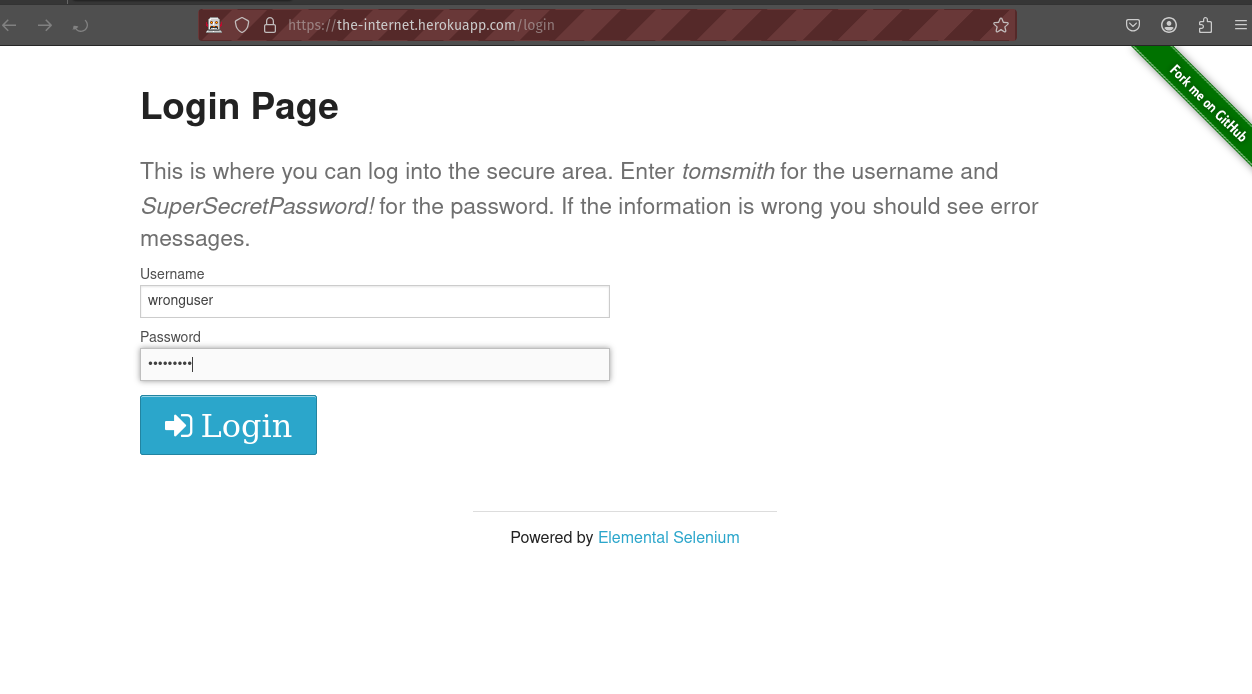 https://the-internet.herokuapp.com/login
Fork me on GitHub
Login Page
This is where you can log into the secure area. Enter tomsmith for the username and
SuperSecretPassword! for the password. If the information is wrong you should see error
messages.
Username
wronguser
Password
•••••••••
Login
Powered by Elemental Selenium